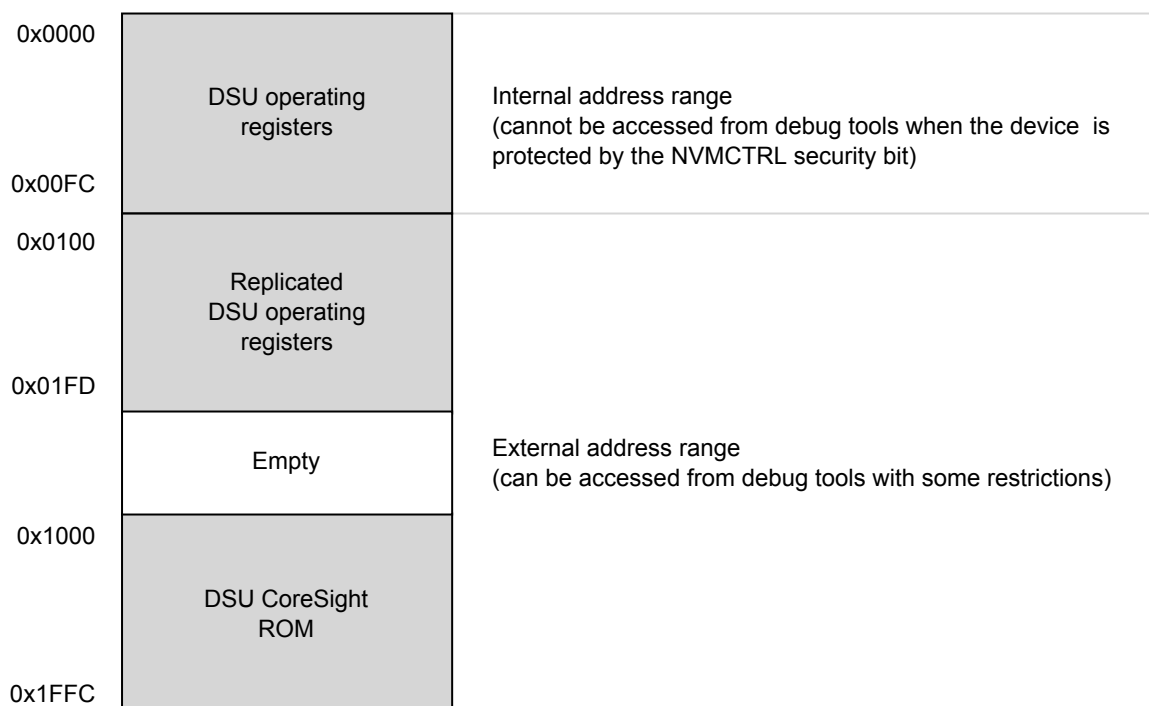 0x0000
DSU operating
registers
Internal address range
(cannot be accessed from debug tools when the device is
protected by the NVMCTRL security bit)
0x00FC
0x0100
Replicated
DSU operating
registers
0x01FD
Empty
External address range
(can be accessed from debug tools with some restrictions)
0x1000
DSU CoreSight
ROM
0x1FFC